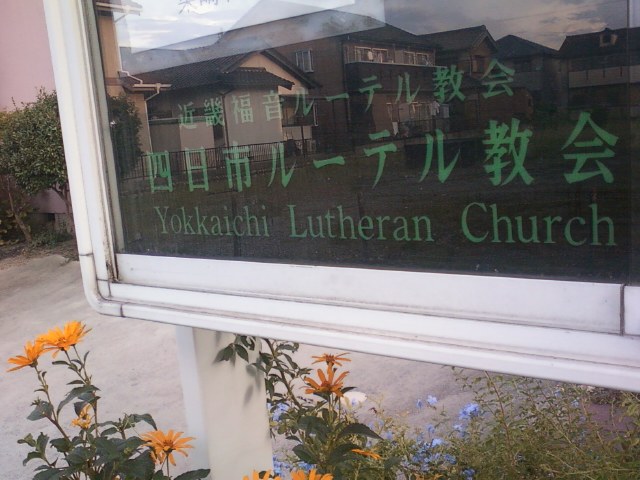 近畿福音ルーテル教会
四日市ルーテル教会
Yokkaichi Lutheran Church